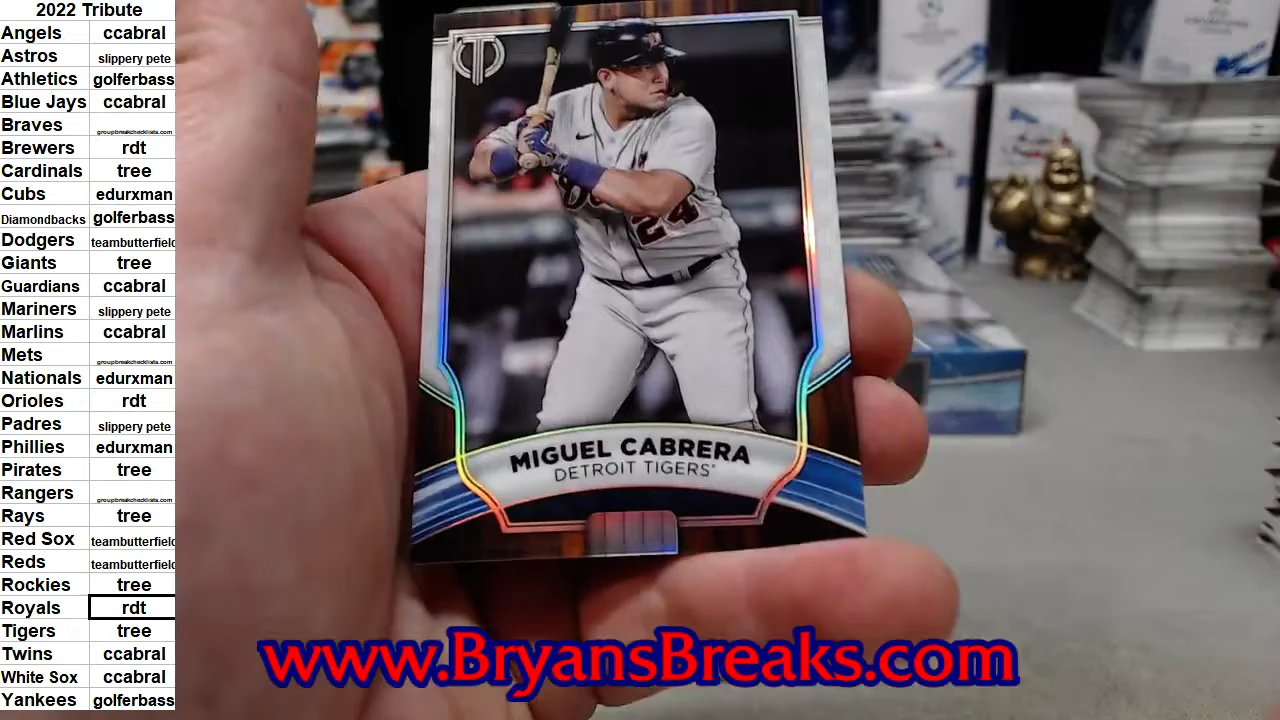 2022 Tribute
Angels ccabral
Astros slippery pete
Athletics golferbass
Blue Jays ccabral
Braves groupbreakchecklists.com
Brewers rdt
Cardinals tree
Cubs edurxman
Diamondbacks golferbass
Dodgers teambutterfield
Giants tree
Guardians ccabral
Mariners slippery pete
Marlins ccabral
Mets groupbreakchecklists.com
Nationals edurxman
Orioles rdt
Padres slippery pete
Phillies edurxman
Pirates tree
Rangers groupbreakchecklists.com
Rays tree
Red Sox teambutterfield
Reds teambutterfield
Rockies tree
Royals rdt
Tigers tree
Twins ccabral
White Sox ccabral
Yankees golferbass
24
MIGUEL CABRERA
DETROIT TIGERS
www.BryansBreaks.com